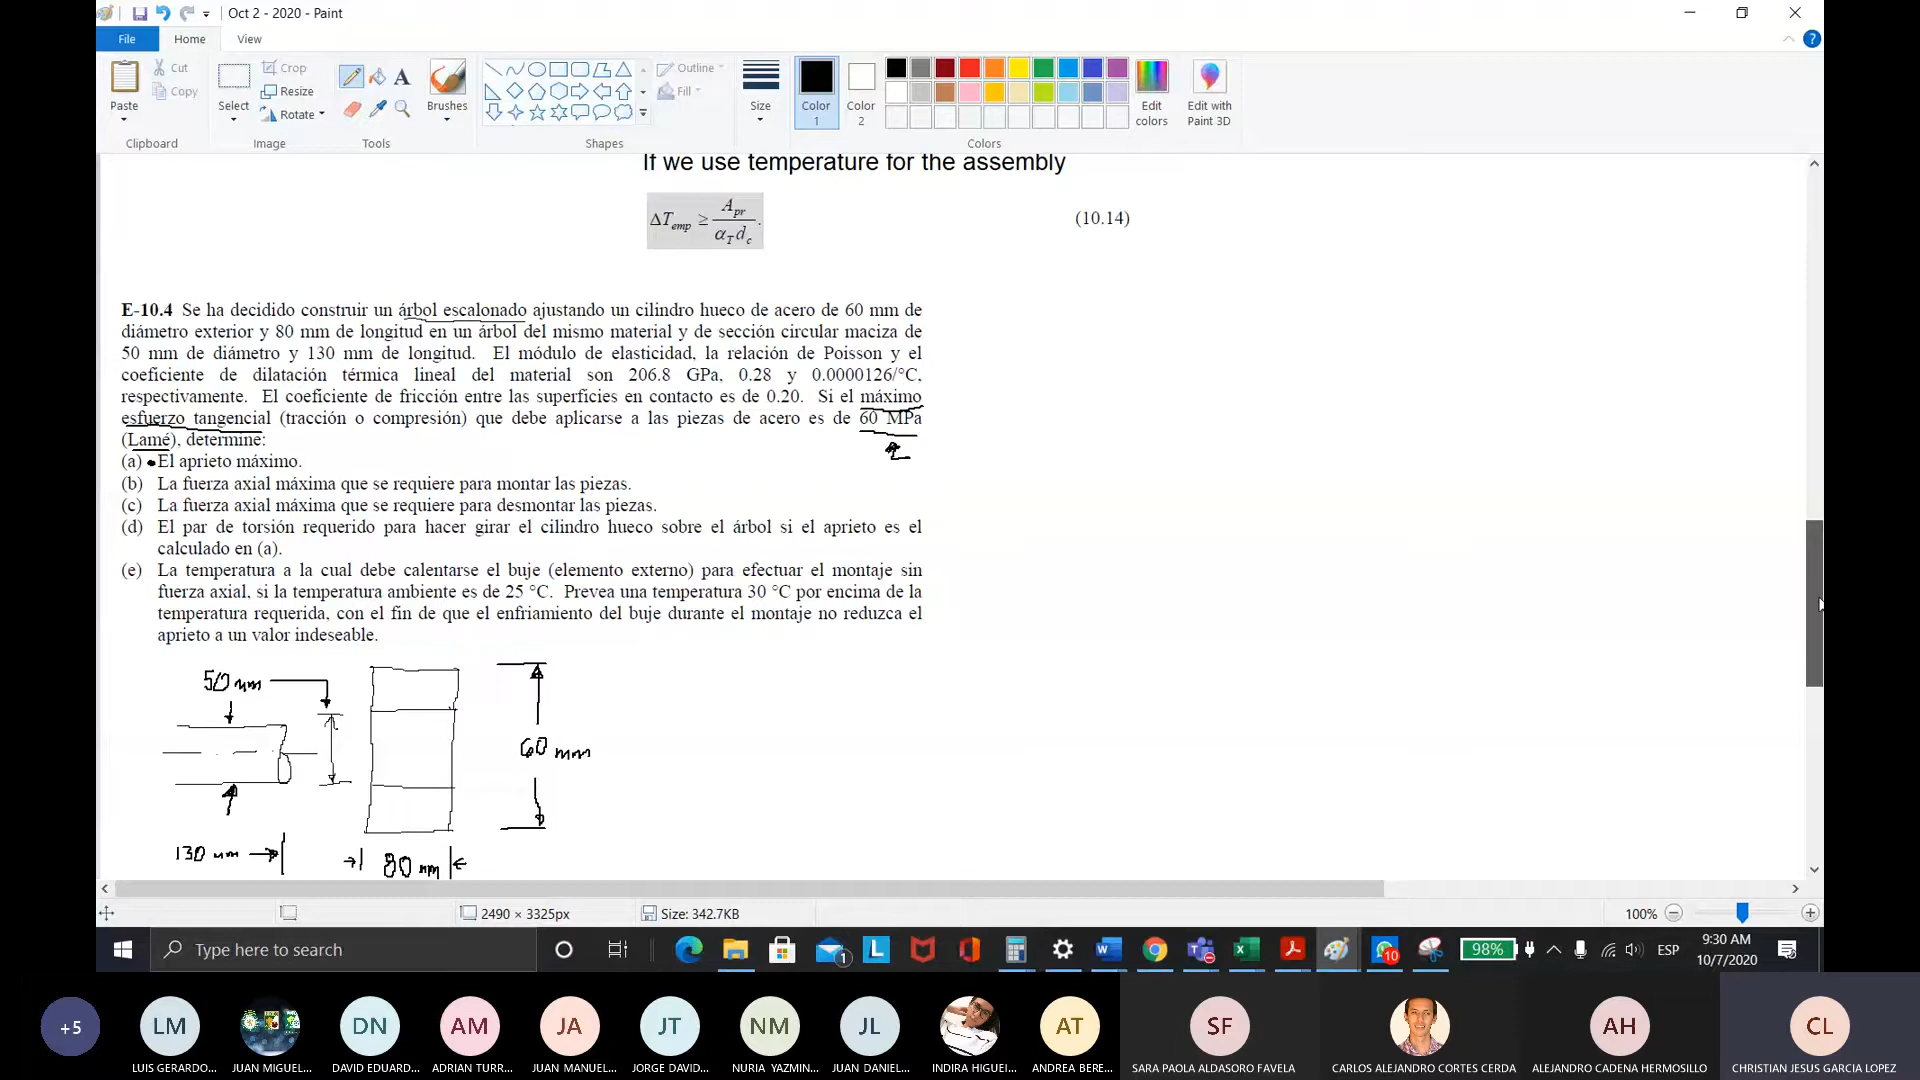 Oct 2 - 2020 - Paint
File Home View
Paste
Cut
Copy
Clipboard
Select
Crop
Resize
Rotate
Image
Tools
Brushes
Shapes
Outline
Fill
Size
Color 1
Color 2
Colors
Edit colors
Edit with Paint 3D
If we use temperature for the assembly
ΔT_emp ≥ A_pr / α_T d_c . (10.14)
E-10.4 Se ha decidido construir un árbol escalonado ajustando un cilindro hueco de acero de 60 mm de
diámetro exterior y 80 mm de longitud en un árbol del mismo material y de sección circular maciza de
50 mm de diámetro y 130 mm de longitud. El módulo de elasticidad, la relación de Poisson y el
coeficiente de dilatación térmica lineal del material son 206.8 GPa, 0.28 y 0.0000126/°C,
respectivamente. El coeficiente de fricción entre las superficies en contacto es de 0.20. Si el máximo
esfuerzo tangencial (tracción o compresión) que debe aplicarse a las piezas de acero es de 60 MPa
(Lamé), determine:
(a) El aprieto máximo.
(b) La fuerza axial máxima que se requiere para montar las piezas.
(c) La fuerza axial máxima que se requiere para desmontar las piezas.
(d) El par de torsión requerido para hacer girar el cilindro hueco sobre el árbol si el aprieto es el
calculado en (a).
(e) La temperatura a la cual debe calentarse el buje (elemento externo) para efectuar el montaje sin
fuerza axial, si la temperatura ambiente es de 25 °C. Prevea una temperatura 30 °C por encima de la
temperatura requerida, con el fin de que el enfriamiento del buje durante el montaje no reduzca el
aprieto a un valor indeseable.
50 mm
60 mm
130 mm
80 mm
2490 × 3325px
Size: 342.7KB
100%
Type here to search
1
10
98%
ESP
9:30 AM
10/7/2020
+5 LM DN AM JA JT NM JL AT SF AH CL
LUIS GERARDO... JUAN MIGUEL... DAVID EDUARD... ADRIAN TURR... JUAN MANUEL... JORGE DAVID... NURIA YAZMIN... JUAN DANIEL... INDIRA HIGUEI... ANDREA BERE... SARA PAOLA ALDASORO FAVELA CARLOS ALEJANDRO CORTES CERDA ALEJANDRO CADENA HERMOSILLO CHRISTIAN JESUS GARCIA LOPEZ